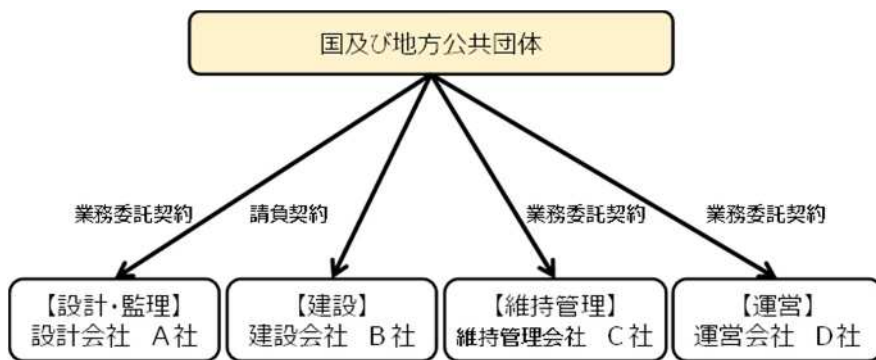 国及び地方公共団体
業務委託契約
請負契約
業務委託契約
業務委託契約
【設計・監理】
設計会社　A社
【建設】
建設会社　B社
【維持管理】
維持管理会社　C社
【運営】
運営会社　D社